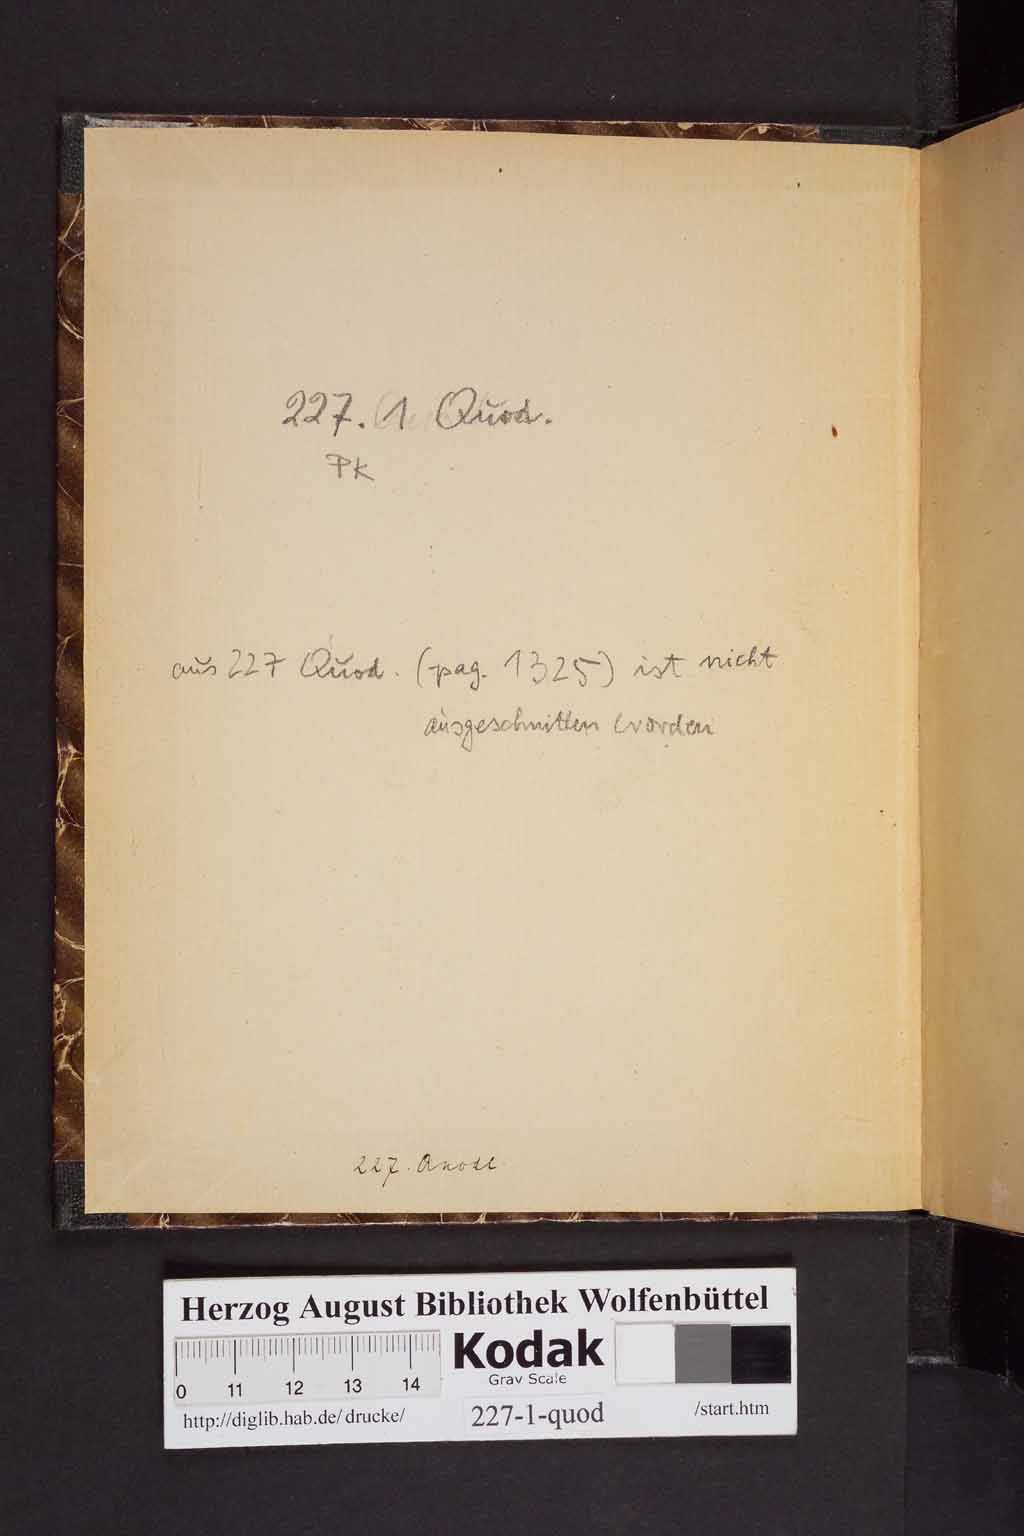 227. 1 Quod.
PK
aus 227 Quod. (pag. 1325) ist nicht
ausgeschnitten worden
227. Quodl.
Herzog August Bibliothek Wolfenbüttel
Kodak
Gray Scale
0 11 12 13 14
http://diglib.hab.de/drucke/ 227-1-quod /start.htm